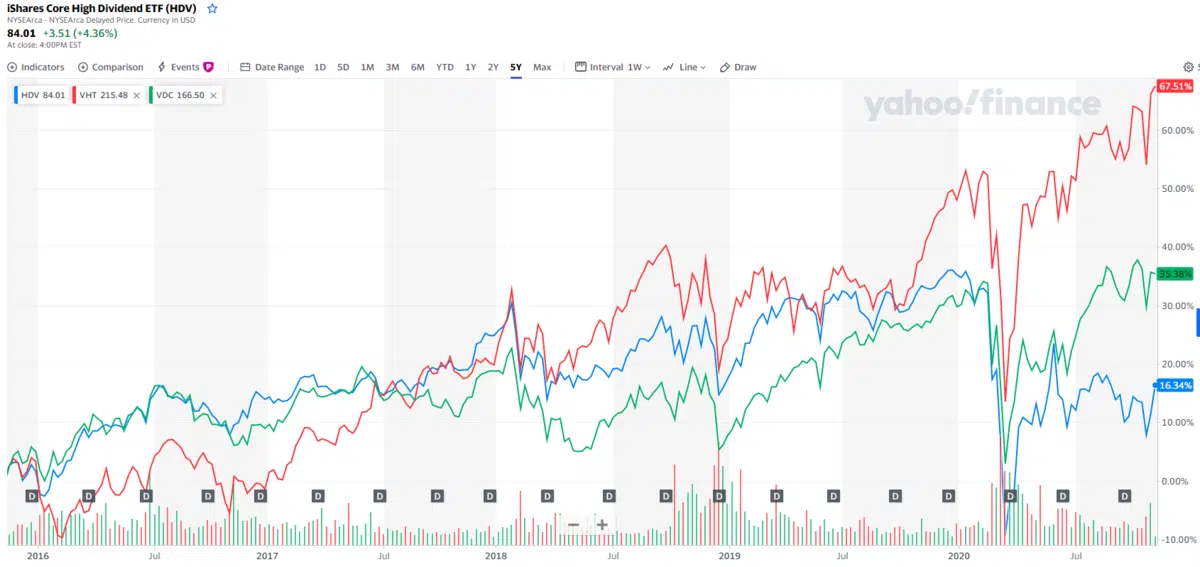 iShares Core High Dividend ETF (HDV)
NYSEArca - NYSEArca Delayed Price. Currency in USD
84.01 +3.51 (+4.36%)
At close: 4:00PM EST
Indicators Comparison Events P Date Range 1D 5D 1M 3M 6M YTD 1Y 2Y 5Y Max Interval 1W Line Draw
HDV 84.01 VHT 215.48 VDC 166.50
yahoo!finance
67.51%
60.00%
50.00%
40.00%
35.38%
30.00%
20.00%
16.34%
10.00%
0.00%
D D D D D D D D D D D D D D D D D D D D
-10.00%
2016 Jul 2017 Jul 2018 Jul 2019 Jul 2020 Jul